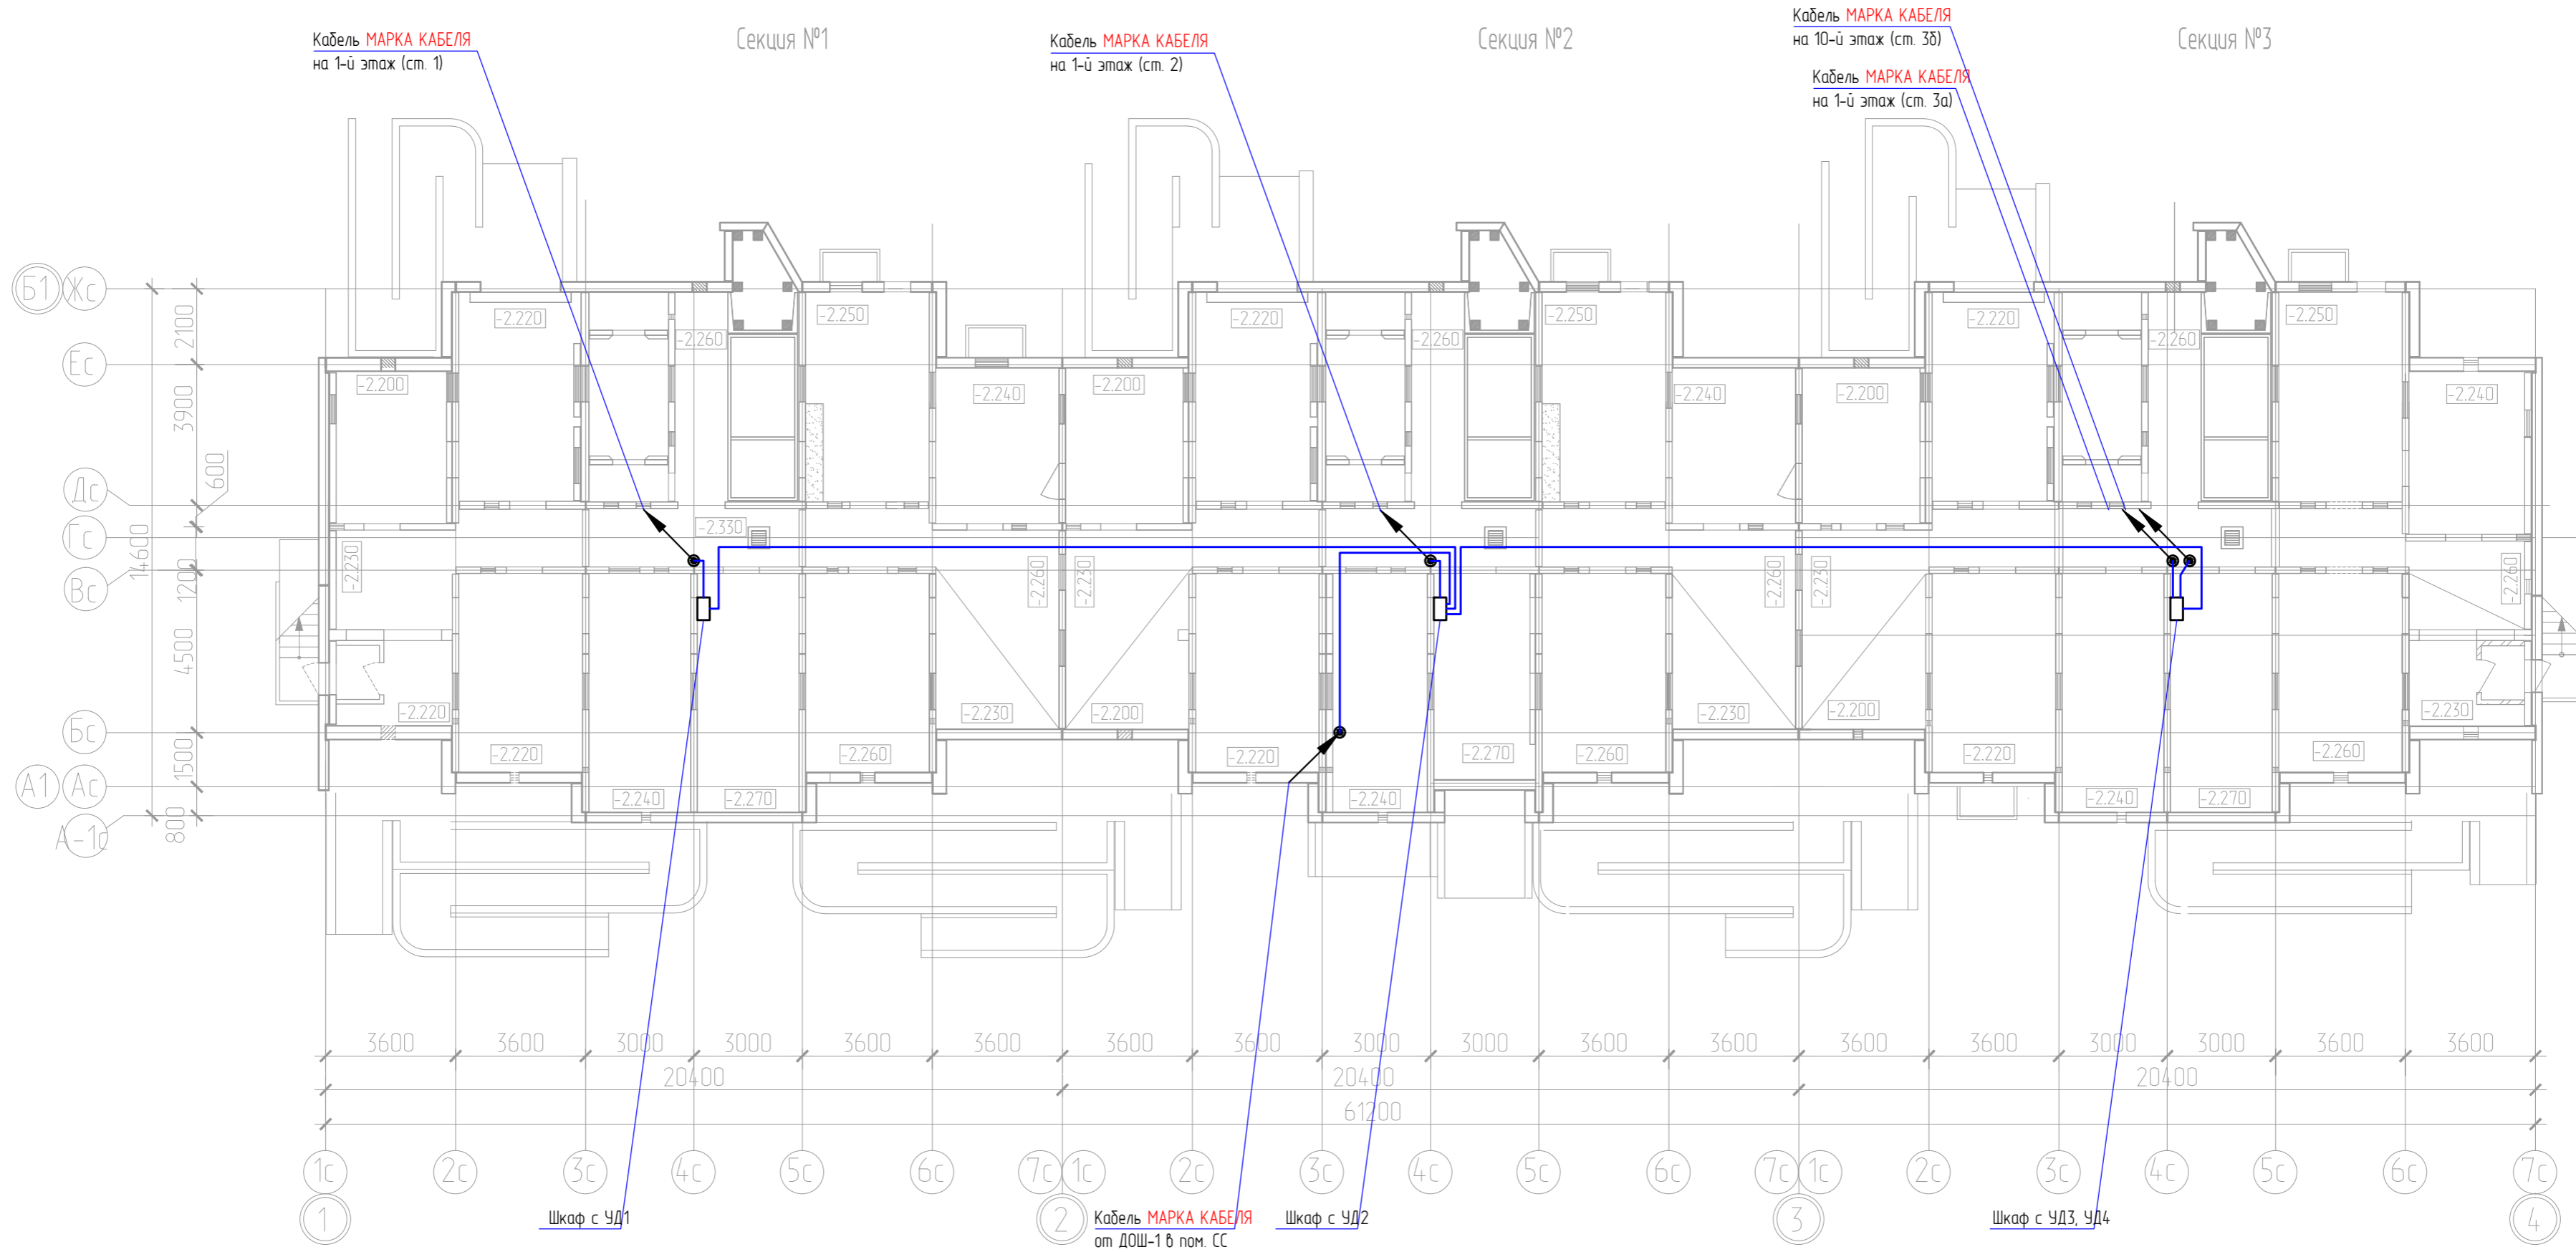 Кабель МАРКА КАБЕЛЯ
на 1-й этаж (ст. 1)
Секция №1
Кабель МАРКА КАБЕЛЯ
на 1-й этаж (ст. 2)
Секция №2
Кабель МАРКА КАБЕЛЯ
на 10-й этаж (ст. 3б)
Кабель МАРКА КАБЕЛЯ
на 1-й этаж (ст. 3а)
Секция №3
Б1 Жс
Ес
Дс
Гс
Вс
Бс
А1 Ас
А-1с
14600
2100
3900
600
1200
4500
1500
800
-2.220
-2.260
-2.250
-2.220
-2.260
-2.250
-2.220
-2.260
-2.250
-2.200
-2.240
-2.200
-2.240
-2.200
-2.240
-2.330
-2.230
-2.260
-2.230
-2.260
-2.230
-2.260
-2.220
-2.230
-2.200
-2.230
-2.200
-2.230
-2.220
-2.260
-2.220
-2.270
-2.260
-2.220
-2.260
-2.240
-2.270
-2.240
-2.240
-2.270
3600 3600 3000 3000 3600 3600 3600 3600 3000 3000 3600 3600 3600 3600 3000 3000 3600 3600
20400 20400 20400
61200
1с 2с 3с 4с 5с 6с 7с 1с 2с 3с 4с 5с 6с 7с 1с 2с 3с 4с 5с 6с 7с
1 2 3 4
Шкаф с УД1
Кабель МАРКА КАБЕЛЯ
от ДОШ-1 в пом. СС
Шкаф с УД2
Шкаф с УД3, УД4